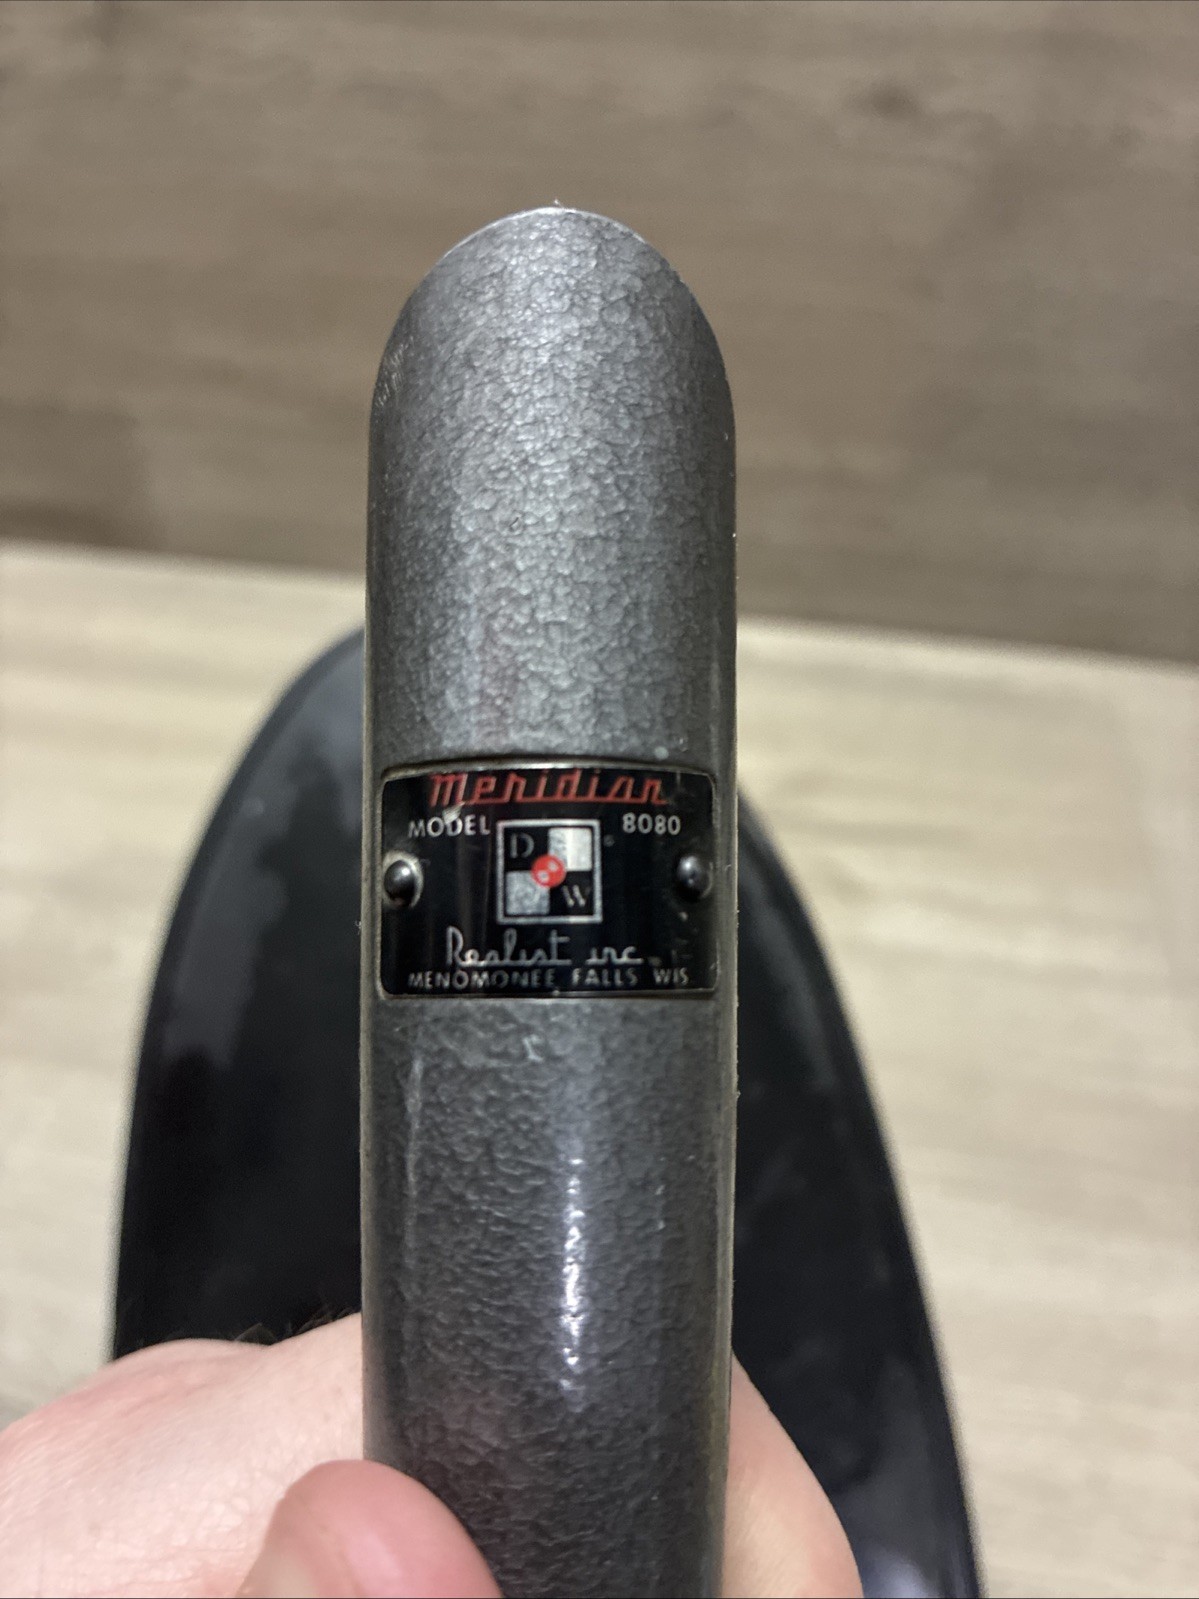 Meridian
MODEL 8080
D
W
Realist inc.
MENOMONEE FALLS WIS